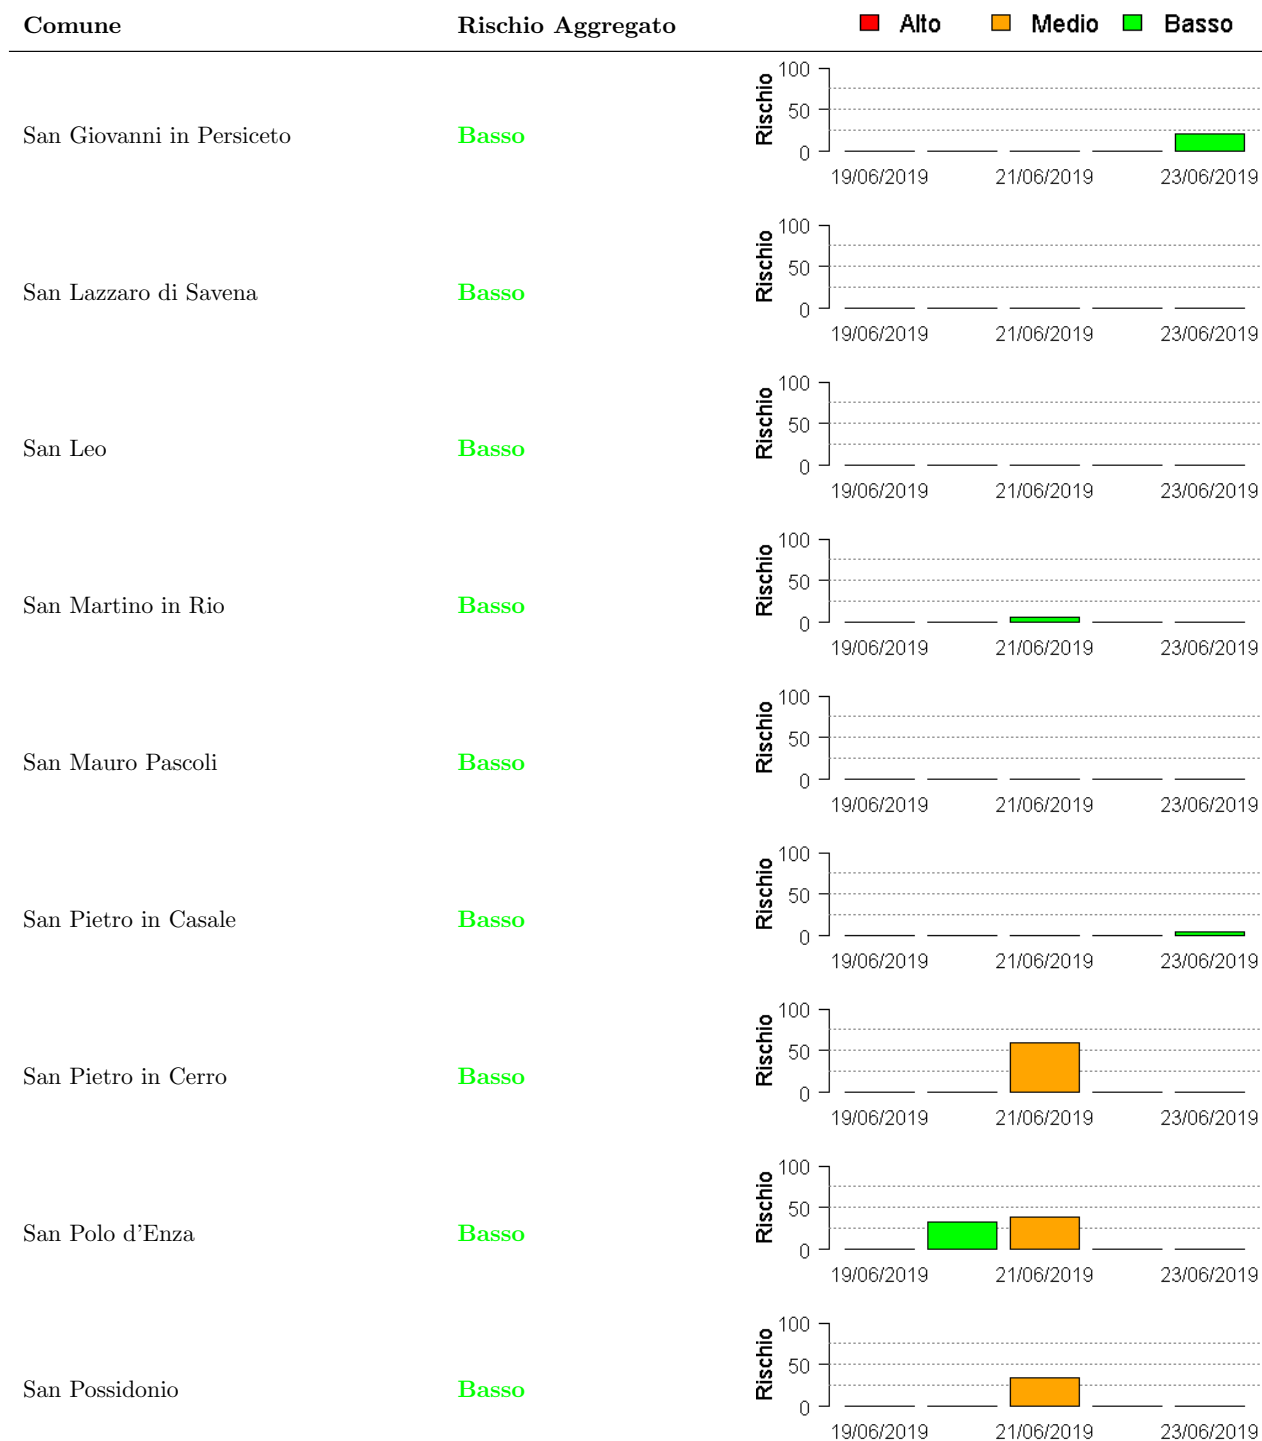 Comune Rischio Aggregato Alto Medio Basso
San Giovanni in Persiceto Basso Rischio 100 50 0
19/06/2019 21/06/2019 23/06/2019
San Lazzaro di Savena Basso Rischio 100 50 0
19/06/2019 21/06/2019 23/06/2019
San Leo Basso Rischio 100 50 0
19/06/2019 21/06/2019 23/06/2019
San Martino in Rio Basso Rischio 100 50 0
19/06/2019 21/06/2019 23/06/2019
San Mauro Pascoli Basso Rischio 100 50 0
19/06/2019 21/06/2019 23/06/2019
San Pietro in Casale Basso Rischio 100 50 0
19/06/2019 21/06/2019 23/06/2019
San Pietro in Cerro Basso Rischio 100 50 0
19/06/2019 21/06/2019 23/06/2019
San Polo d'Enza Basso Rischio 100 50 0
19/06/2019 21/06/2019 23/06/2019
San Possidonio Basso Rischio 100 50 0
19/06/2019 21/06/2019 23/06/2019